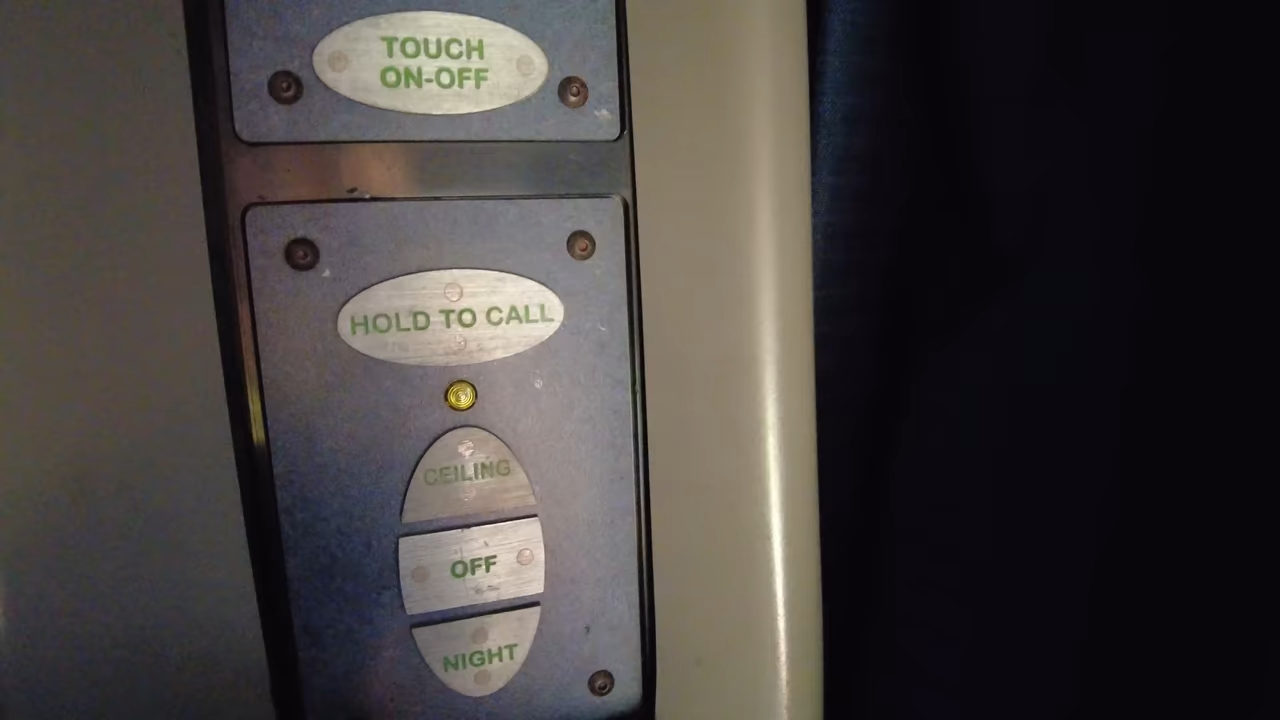 TOUCH
ON-OFF
HOLD TO CALL
CEILING
OFF
NIGHT